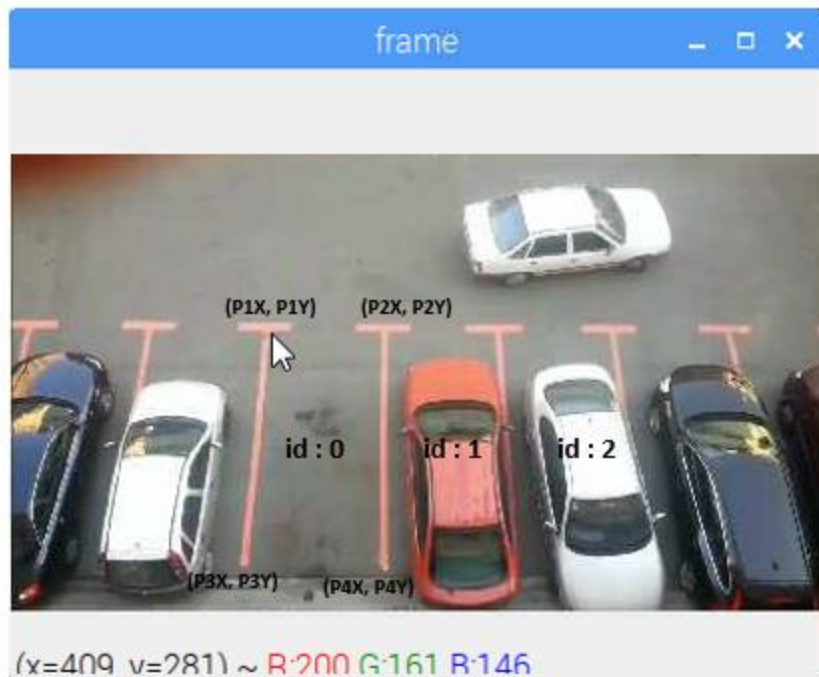 frame
(P1X, P1Y) (P2X, P2Y)
id : 0 id : 1 id : 2
(P3X, P3Y) (P4X, P4Y)
(x=409, y=281) ~ R:200 G:161 B:146